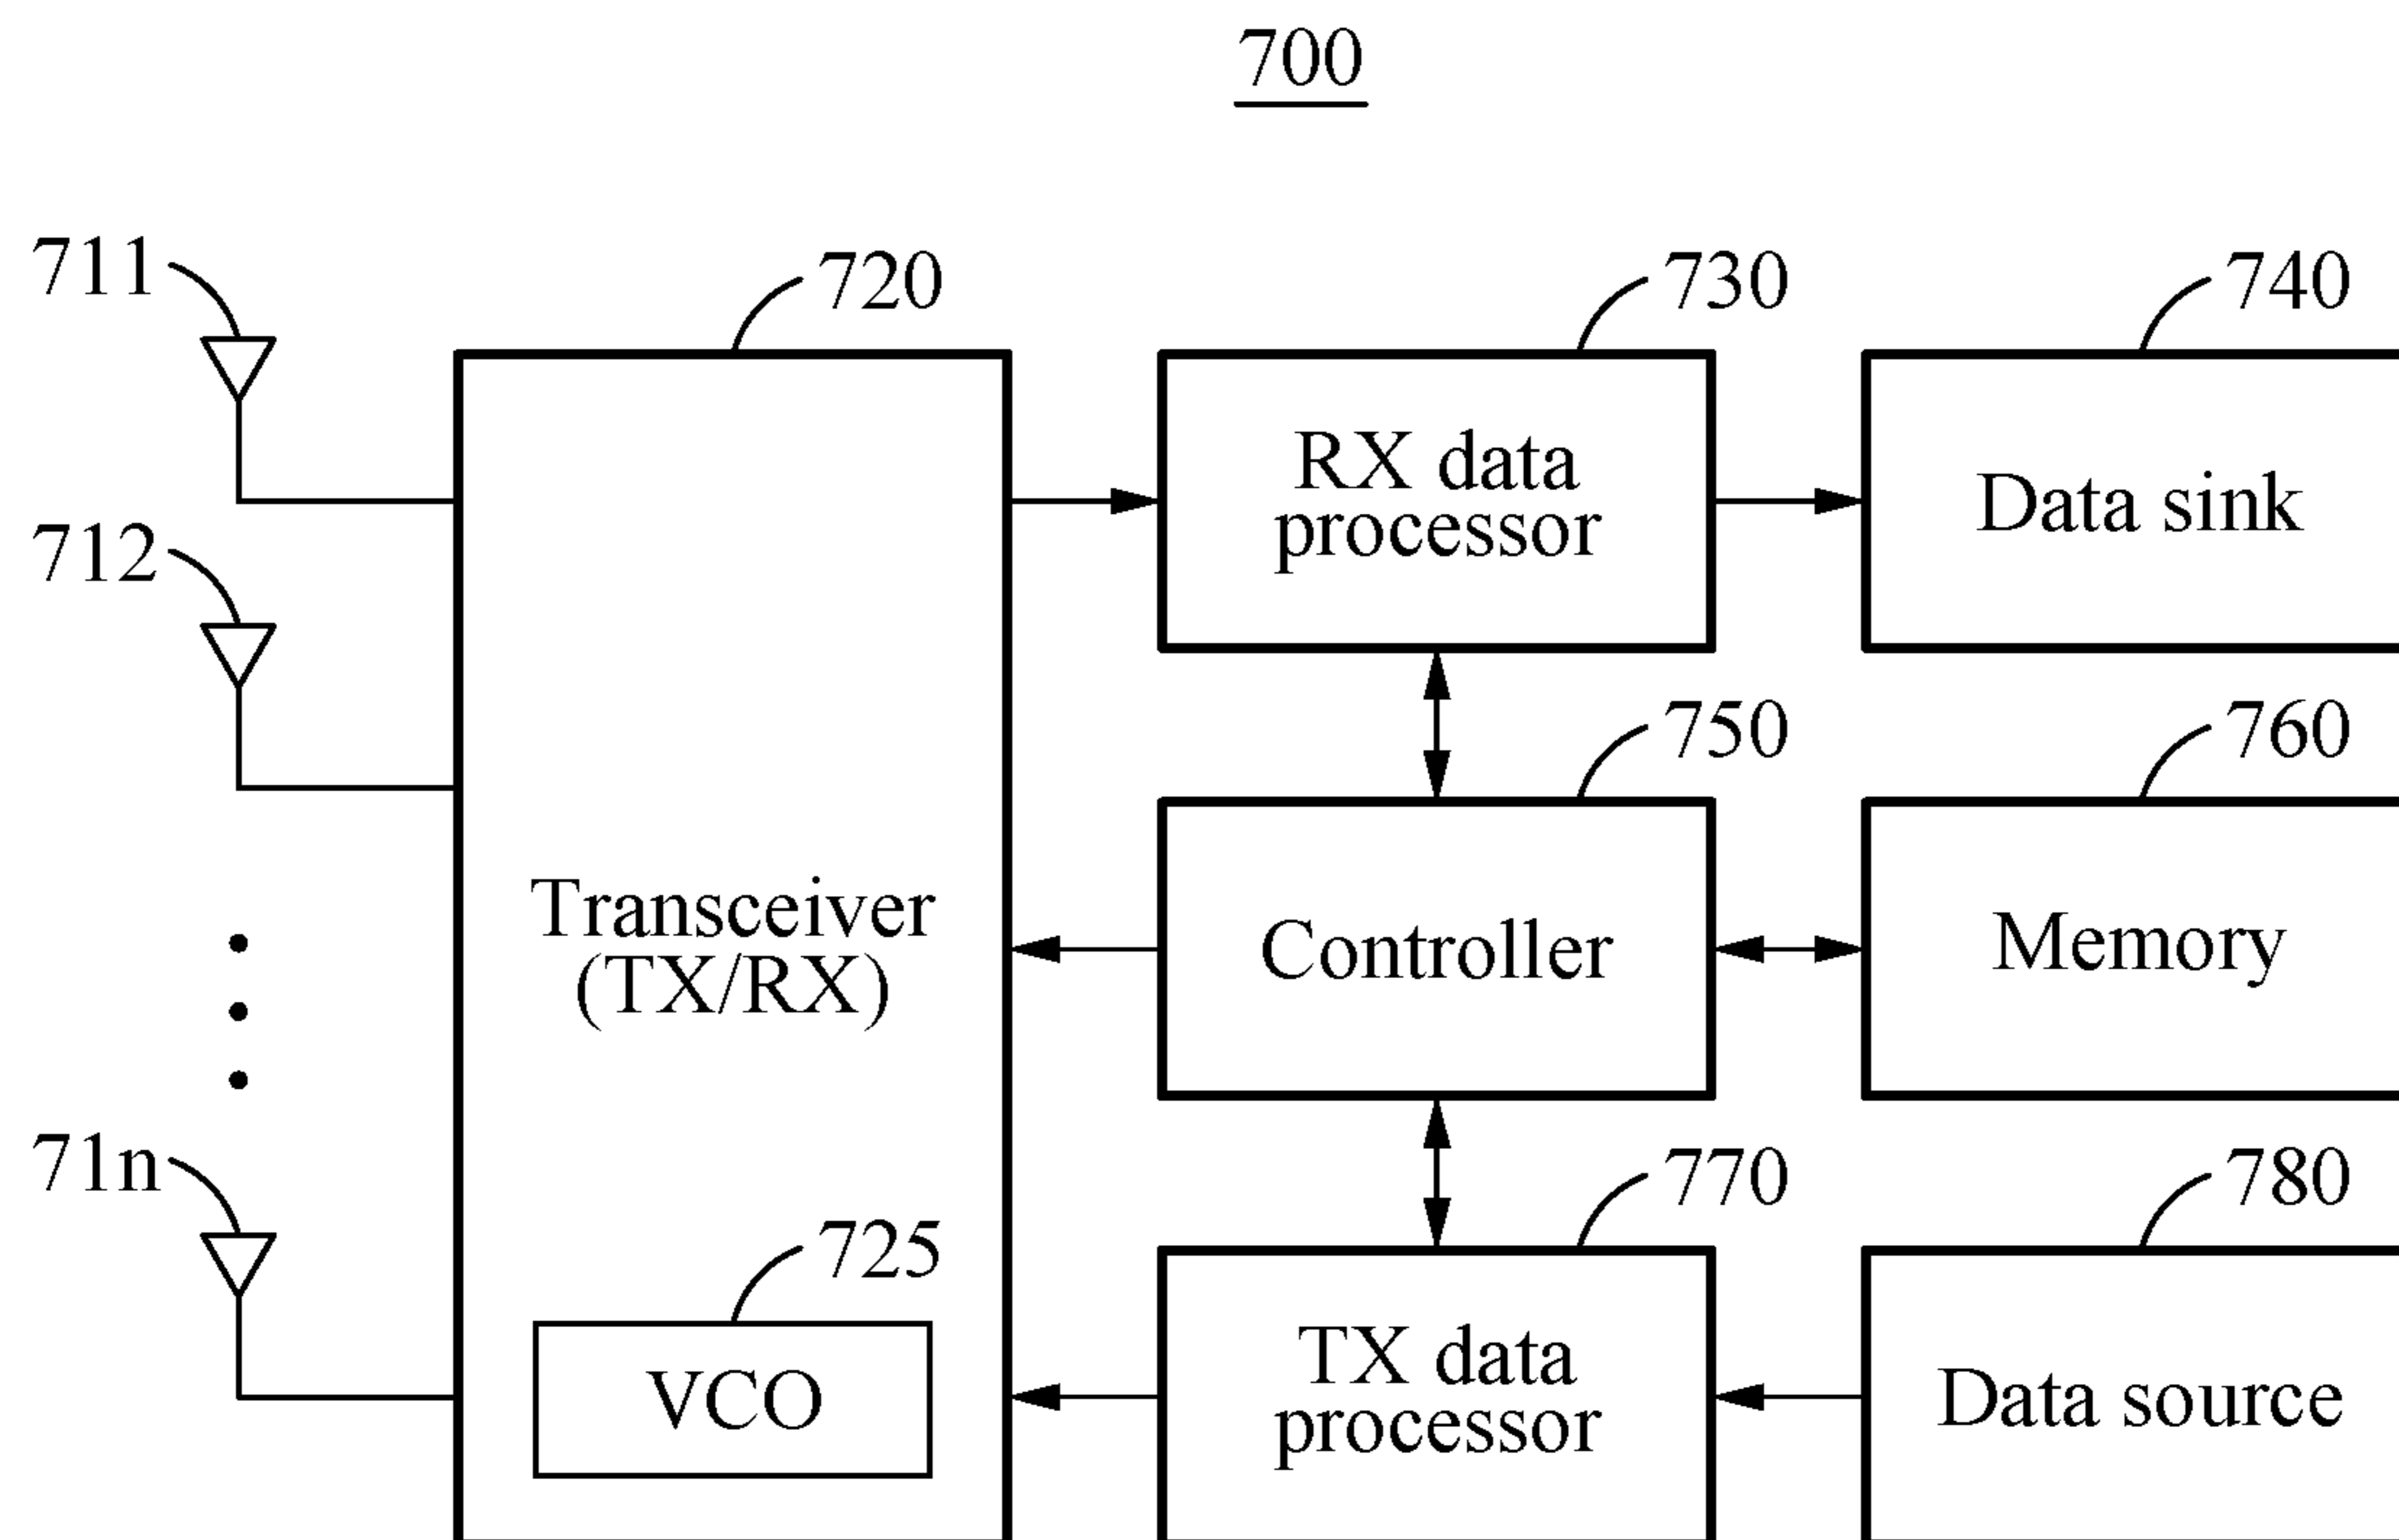 700
711
720
730
740
RX data
processor
Data sink
712
750
760
Transceiver
(TX/RX)
Controller
Memory
71n
770
780
725
VCO
TX data
processor
Data source